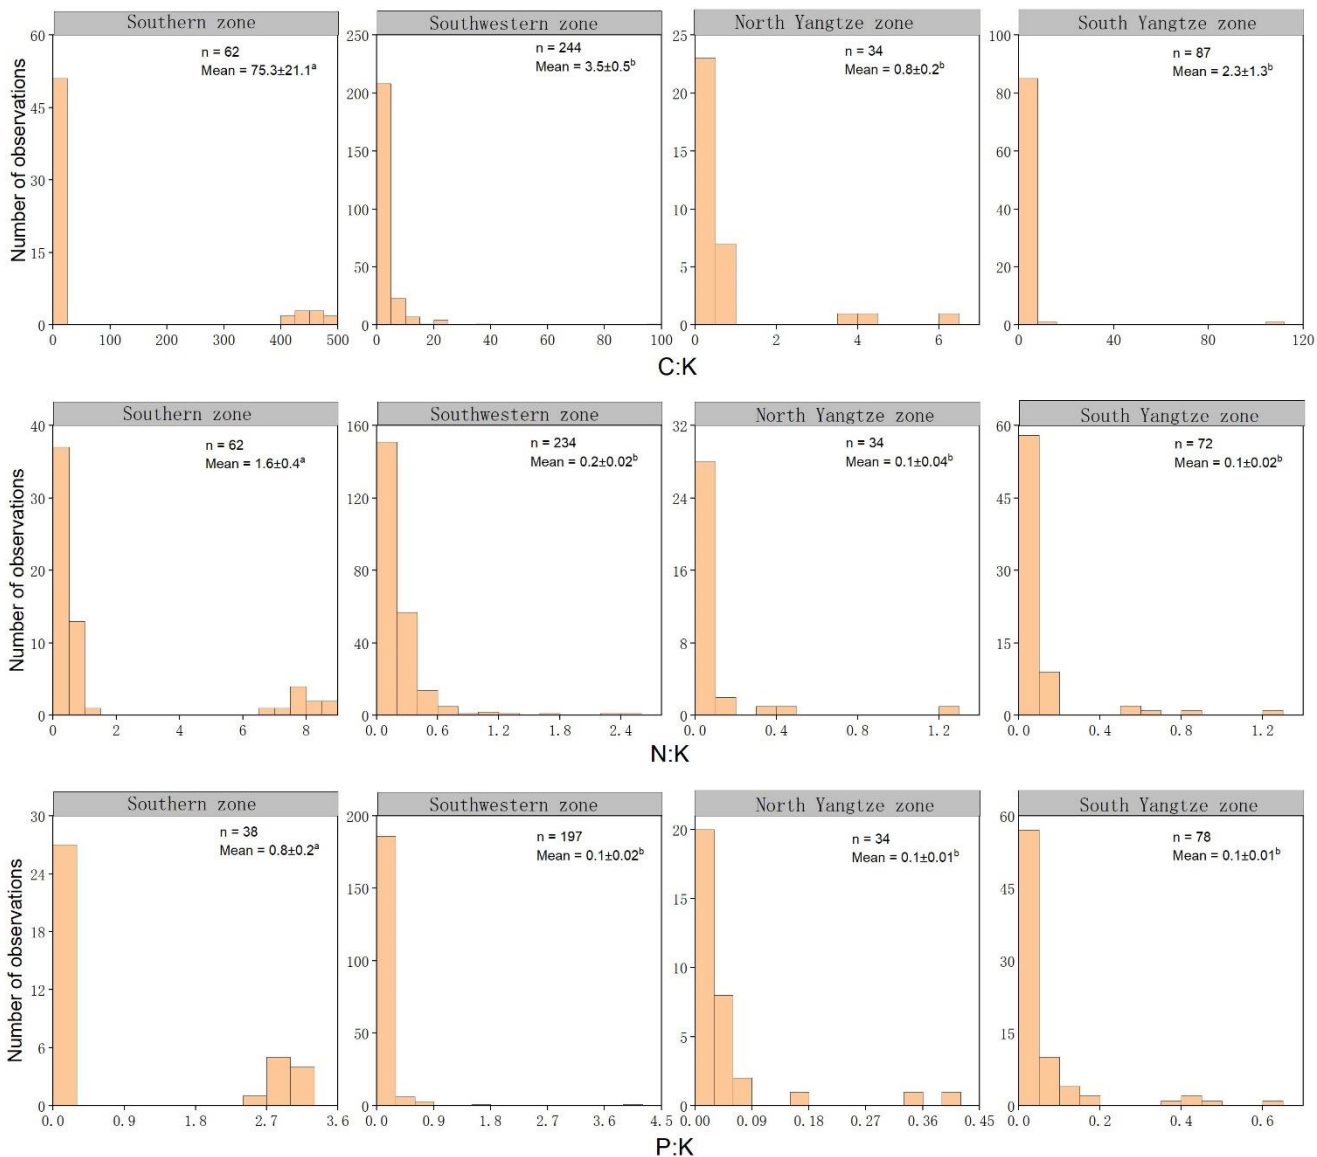 Southern zone
Southwestern zone
North Yangtze zone
South Yangtze zone
Number of observations
60
45
30
15
0
n = 62
Mean = 75.3±21.1ᵃ
0 100 200 300 400 500
250
200
150
100
50
0
n = 244
Mean = 3.5±0.5ᵇ
0 20 40 60 80 100
25
20
15
10
5
0
n = 34
Mean = 0.8±0.2ᵇ
0 2 4 6
100
80
60
40
20
0
n = 87
Mean = 2.3±1.3ᵇ
0 40 80 120
C:K
Southern zone
Southwestern zone
North Yangtze zone
South Yangtze zone
Number of observations
40
30
20
10
0
n = 62
Mean = 1.6±0.4ᵃ
0 2 4 6 8
160
120
80
40
0
n = 234
Mean = 0.2±0.02ᵇ
0.0 0.6 1.2 1.8 2.4
32
24
16
8
0
n = 34
Mean = 0.1±0.04ᵇ
0.0 0.4 0.8 1.2
60
45
30
15
0
n = 72
Mean = 0.1±0.02ᵇ
0.0 0.4 0.8 1.2
N:K
Southern zone
Southwestern zone
North Yangtze zone
South Yangtze zone
Number of observations
30
24
18
12
6
0
n = 38
Mean = 0.8±0.2ᵃ
0.0 0.9 1.8 2.7 3.6
200
150
100
50
0
n = 197
Mean = 0.1±0.02ᵇ
0.0 0.9 1.8 2.7 3.6 4.5
20
15
10
5
0
n = 34
Mean = 0.1±0.01ᵇ
0.00 0.09 0.18 0.27 0.36 0.45
60
45
30
15
0
n = 78
Mean = 0.1±0.01ᵇ
0.0 0.2 0.4 0.6
P:K